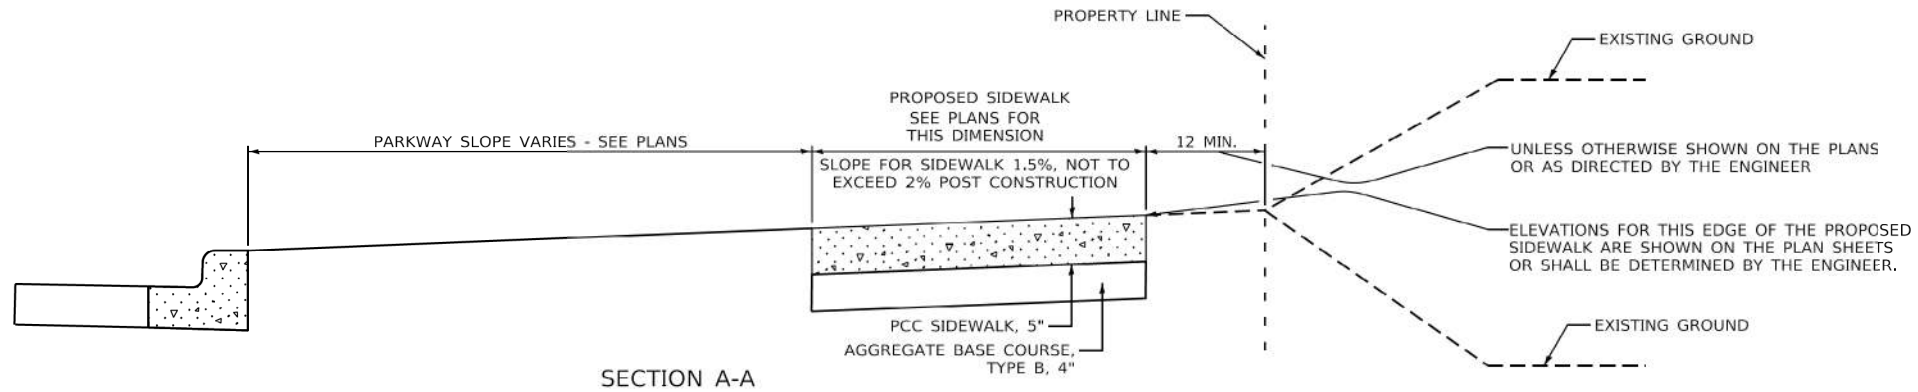 PROPERTY LINE
EXISTING GROUND
PROPOSED SIDEWALK
SEE PLANS FOR
THIS DIMENSION
PARKWAY SLOPE VARIES - SEE PLANS
12 MIN.
UNLESS OTHERWISE SHOWN ON THE PLANS
OR AS DIRECTED BY THE ENGINEER
SLOPE FOR SIDEWALK 1.5%, NOT TO
EXCEED 2% POST CONSTRUCTION
ELEVATIONS FOR THIS EDGE OF THE PROPOSED
SIDEWALK ARE SHOWN ON THE PLAN SHEETS
OR SHALL BE DETERMINED BY THE ENGINEER.
PCC SIDEWALK, 5"
EXISTING GROUND
AGGREGATE BASE COURSE,
TYPE B, 4"
SECTION A-A